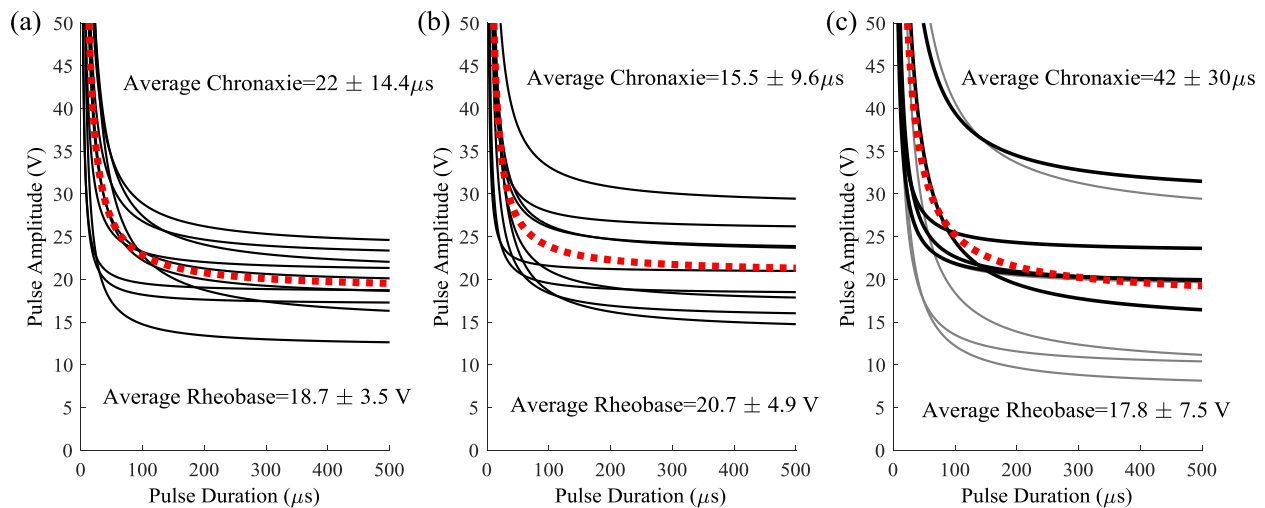 (a)
50
45
40
35
30
25
20
15
10
5
0
Pulse Amplitude (V)
Average Chronaxie=22 ± 14.4μs
Average Rheobase=18.7 ± 3.5 V
0 100 200 300 400 500
Pulse Duration (μs)
(b)
50
45
40
35
30
25
20
15
10
5
0
Pulse Amplitude (V)
Average Chronaxie=15.5 ± 9.6μs
Average Rheobase=20.7 ± 4.9 V
0 100 200 300 400 500
Pulse Duration (μs)
(c)
50
45
40
35
30
25
20
15
10
5
0
Pulse Amplitude (V)
Average Chronaxie=42 ± 30μs
Average Rheobase=17.8 ± 7.5 V
0 100 200 300 400 500
Pulse Duration (μs)